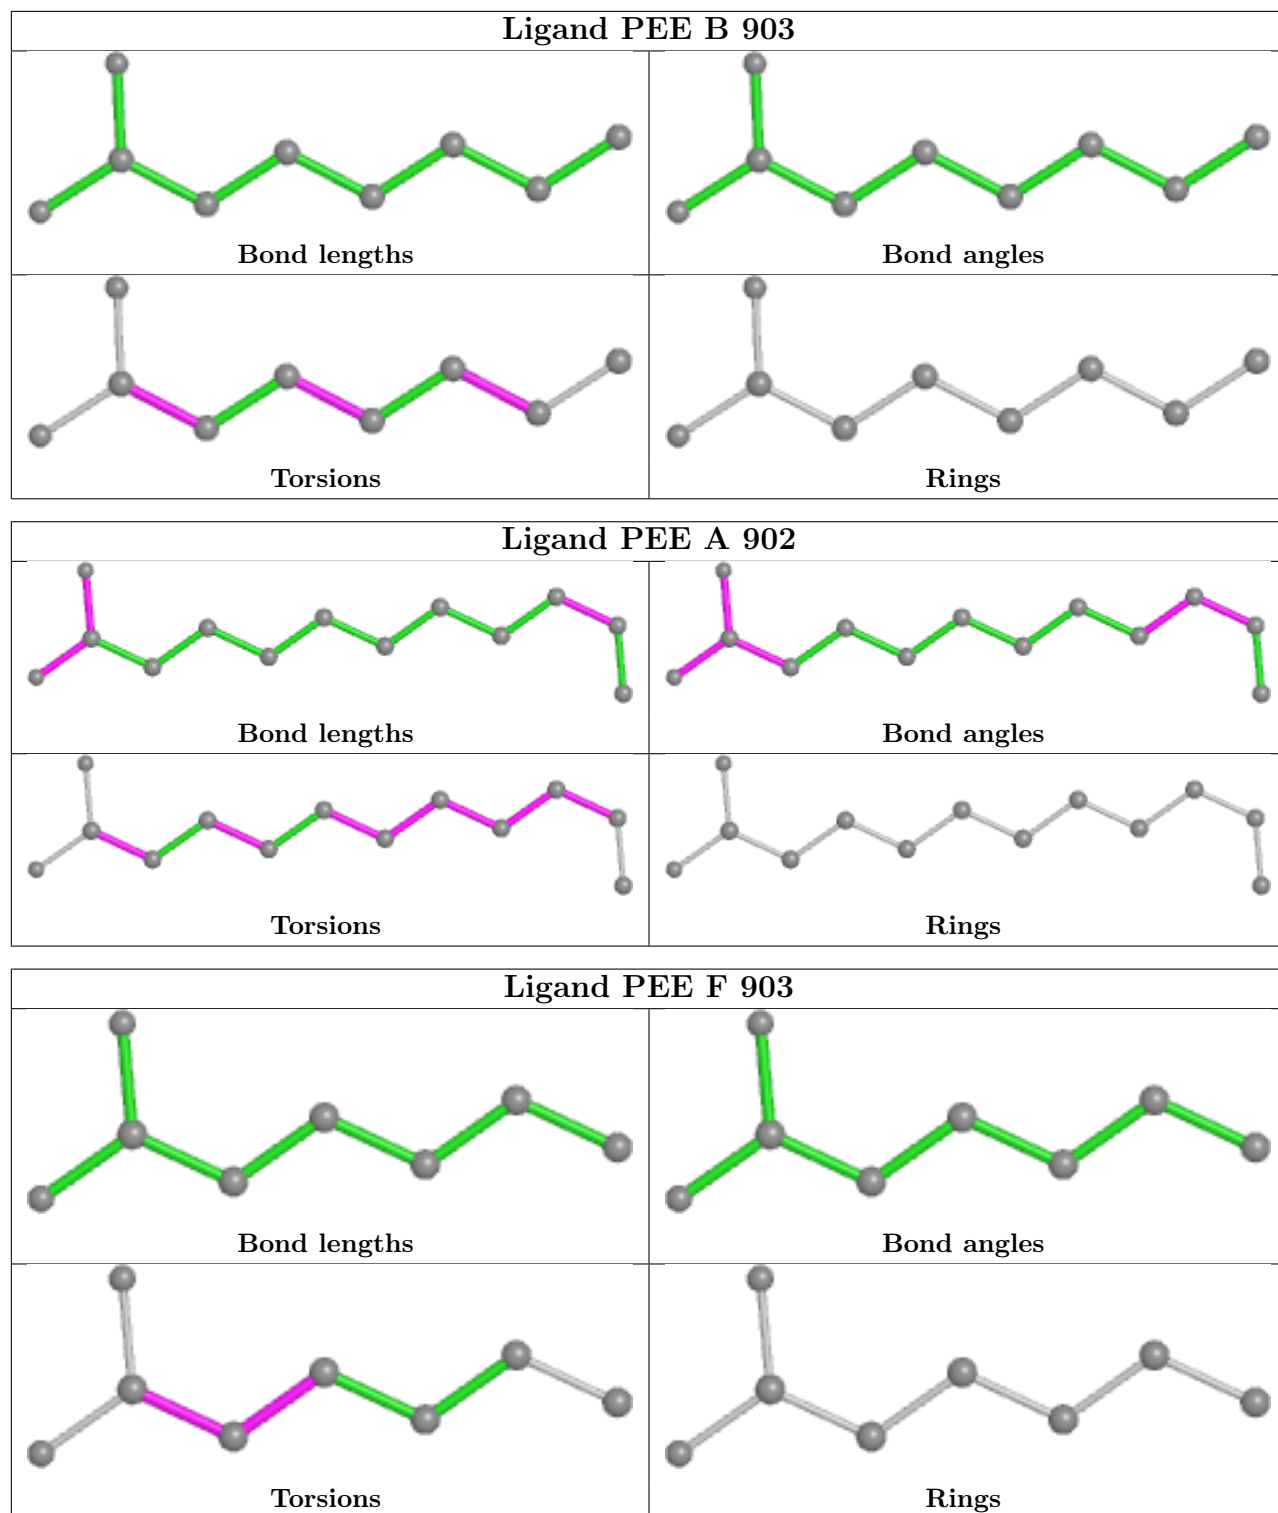 Ligand PEE B 903
Bond lengths
Bond angles
Torsions
Rings
Ligand PEE A 902
Bond lengths
Bond angles
Torsions
Rings
Ligand PEE F 903
Bond lengths
Bond angles
Torsions
Rings